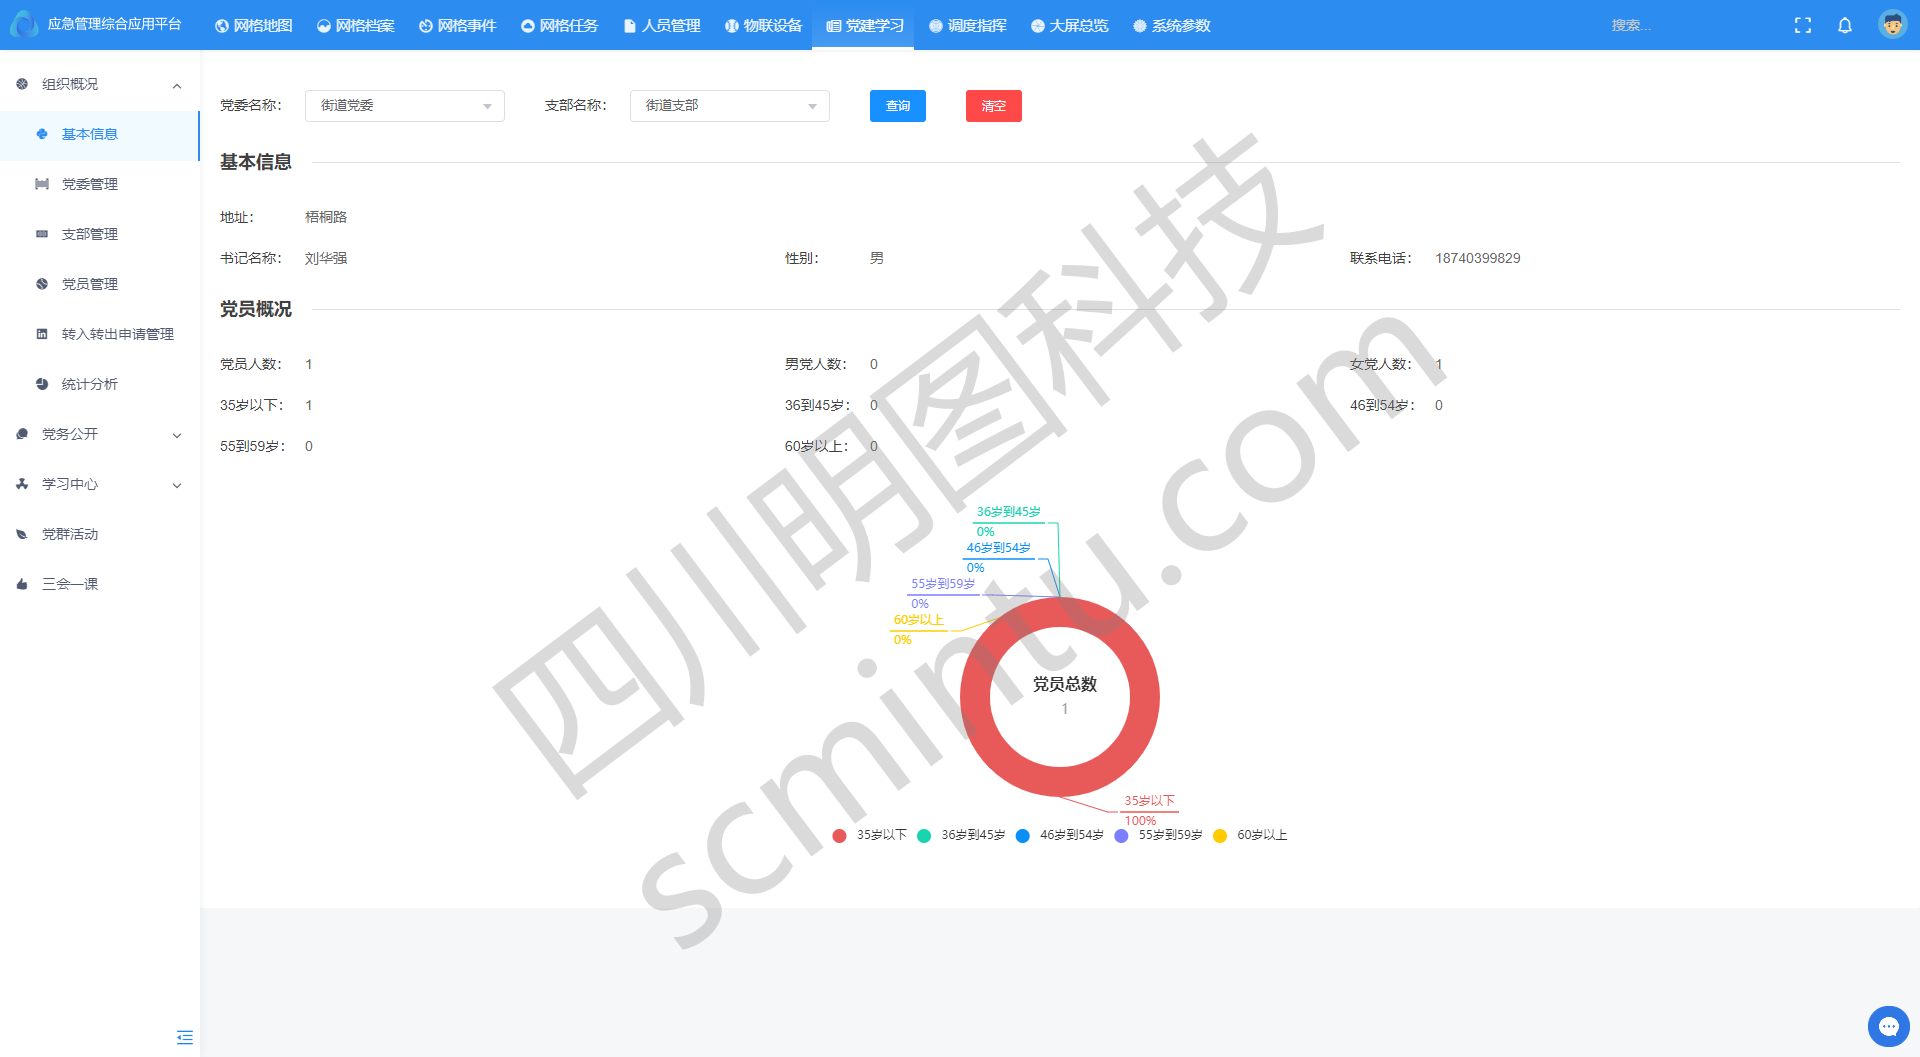 应急管理综合应用平台 网格地图 网格档案 网格事件 网格任务 人员管理 物联设备 党建学习 调度指挥 大屏总览 系统参数 搜索...
组织概况
基本信息
党委管理
支部管理
党员管理
转入转出申请管理
统计分析
党务公开
学习中心
党群活动
三会一课
党委名称： 街道党委 支部名称： 街道支部 查询 清空
基本信息
地址： 梧桐路
书记名称： 刘华强 性别： 男 联系电话： 18740399829
党员概况
党员人数： 1 男党人数： 0 女党人数： 1
35岁以下： 1 36到45岁： 0 46到54岁： 0
55到59岁： 0 60岁以上： 0
36岁到45岁
0%
46岁到54岁
0%
55岁到59岁
0%
60岁以上
0%
党员总数
1
35岁以下
100%
35岁以下 36岁到45岁 46岁到54岁 55岁到59岁 60岁以上
四川明图科技
scmintu.com